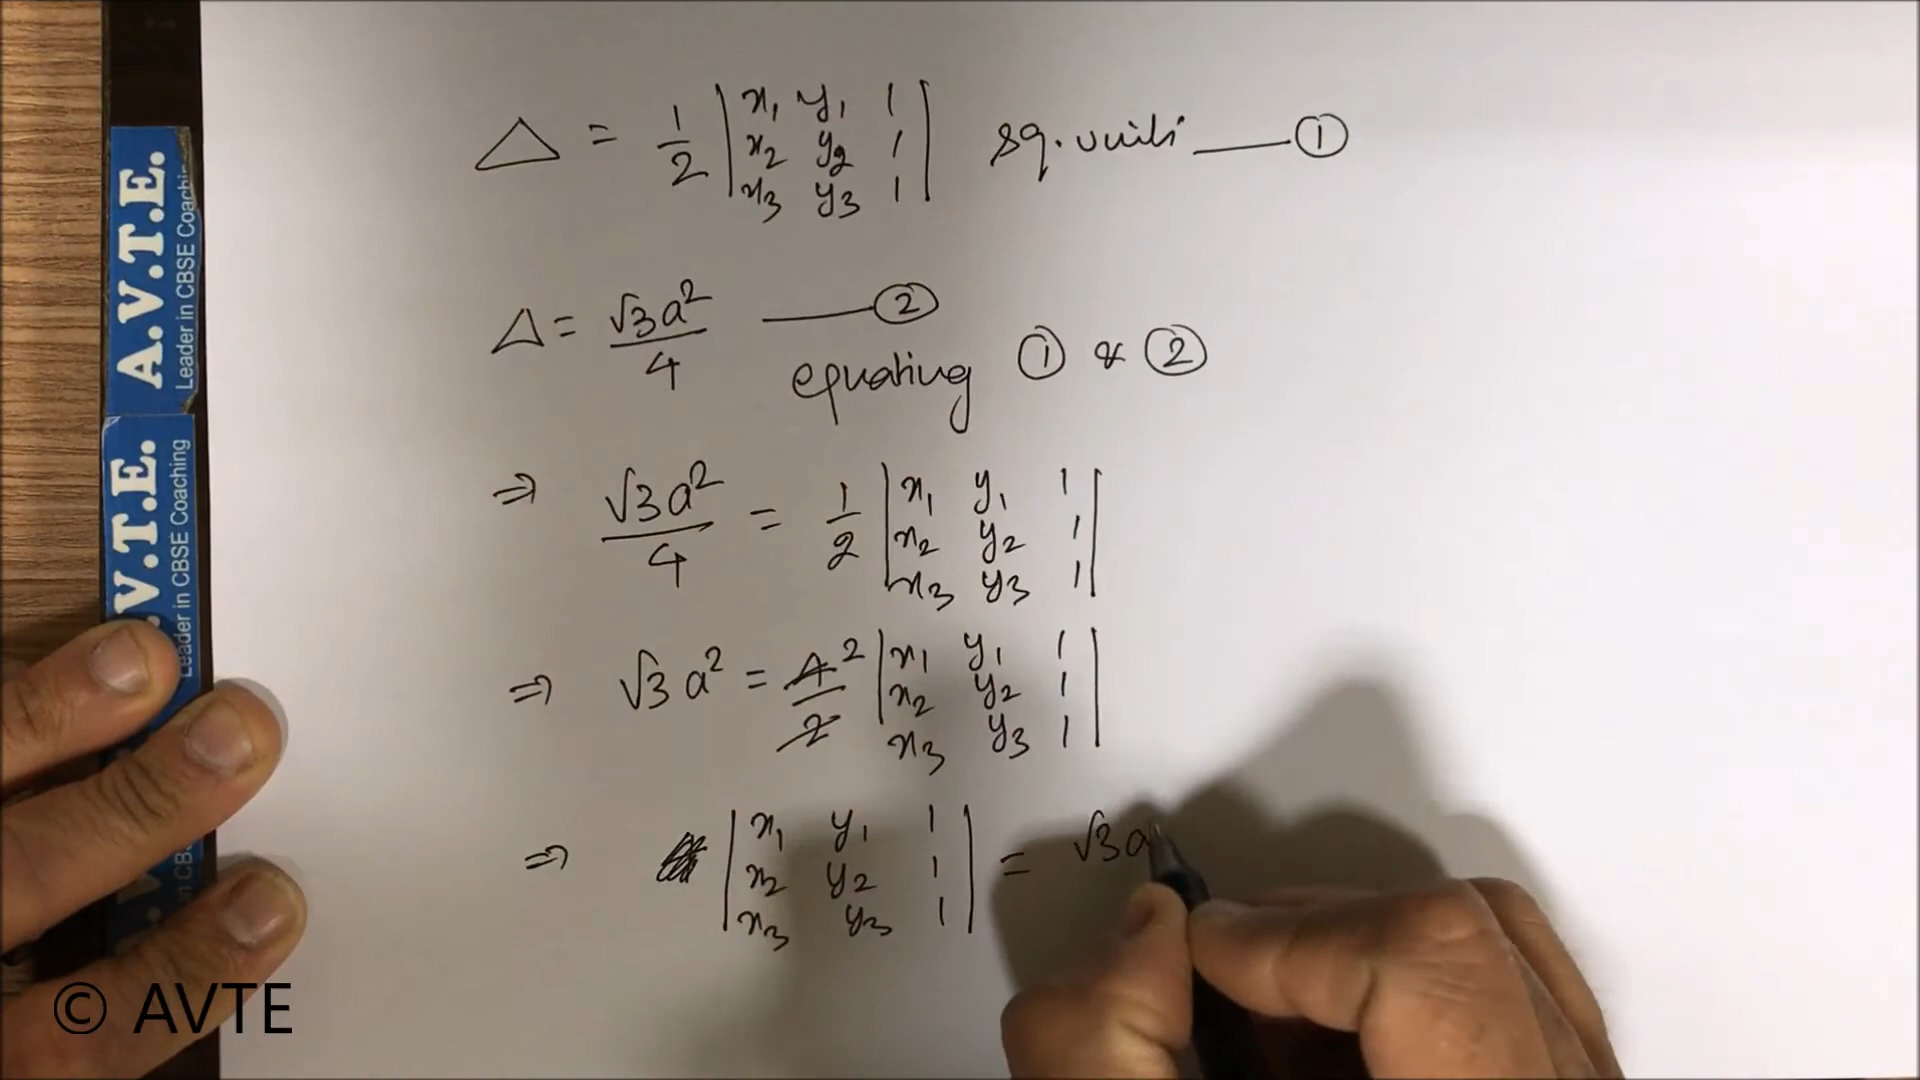 △ = 1/2 |x₁ y₁ 1| sq. units —— ①
|x₂ y₂ 1|
|x₃ y₃ 1|
△ = √3a²/4 —— ②
equating ① & ②
⇒ √3a²/4 = 1/2 |x₁ y₁ 1|
|x₂ y₂ 1|
|x₃ y₃ 1|
⇒ √3 a² = 4/2 2 |x₁ y₁ 1|
|x₂ y₂ 1|
|x₃ y₃ 1|
⇒ |x₁ y₁ 1| = √3a
|x₂ y₂ 1|
|x₃ y₃ 1|
A.V.T.E.
Leader in CBSE Coachi
.V.T.E.
Leader in CBSE Coaching
© AVTE